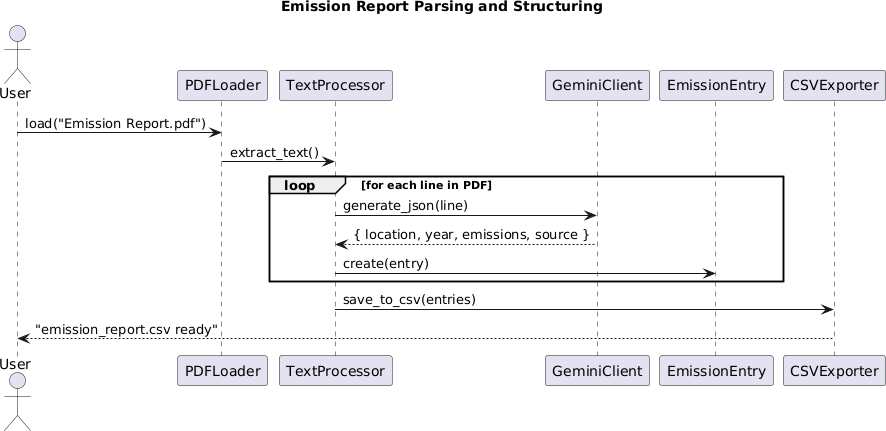 Emission Report Parsing and Structuring
User
PDFLoader TextProcessor GeminiClient EmissionEntry CSVExporter
load("Emission Report.pdf")
extract_text()
loop [for each line in PDF]
generate_json(line)
{ location, year, emissions, source }
create(entry)
save_to_csv(entries)
"emission_report.csv ready"
User
PDFLoader TextProcessor GeminiClient EmissionEntry CSVExporter